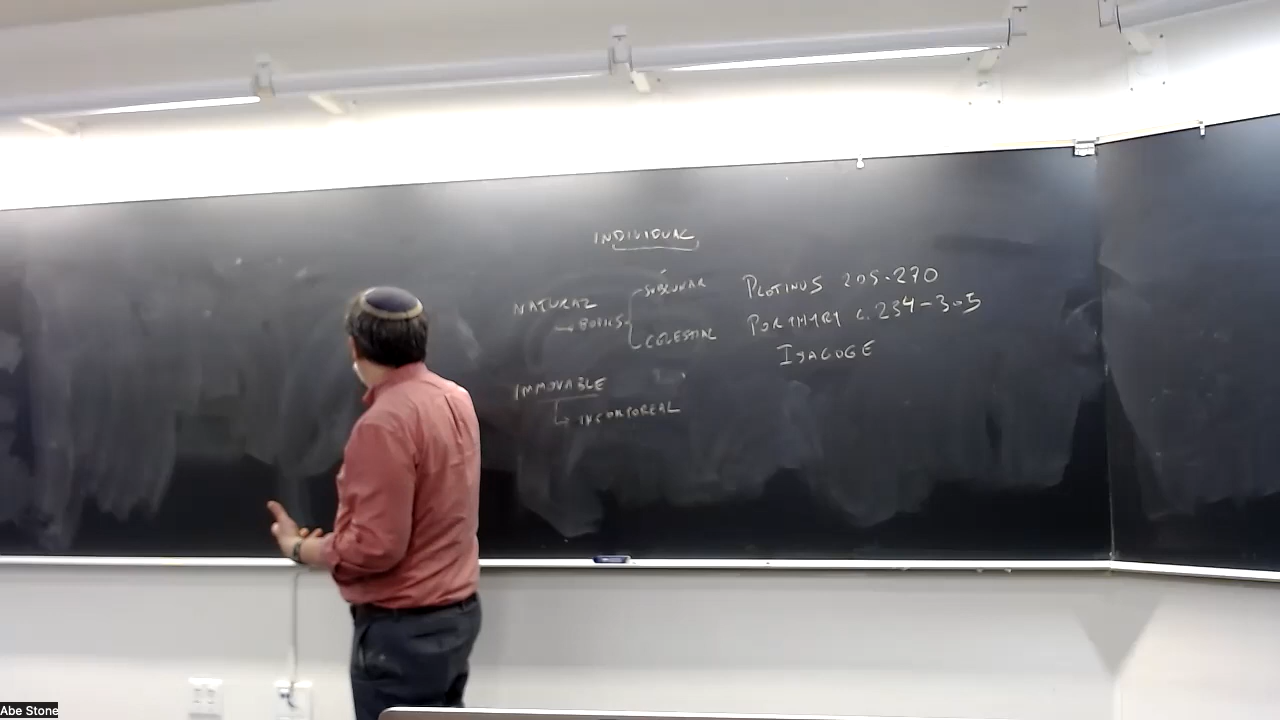 INDIVIDUAL
NATURAL
→ BODIES
SUBLUNAR
CELESTIAL
IMMOVABLE
↳ INCORPOREAL
PLOTINUS 205-270
PORPHYRY c. 234-305
ISAGOGE
Abe Stone